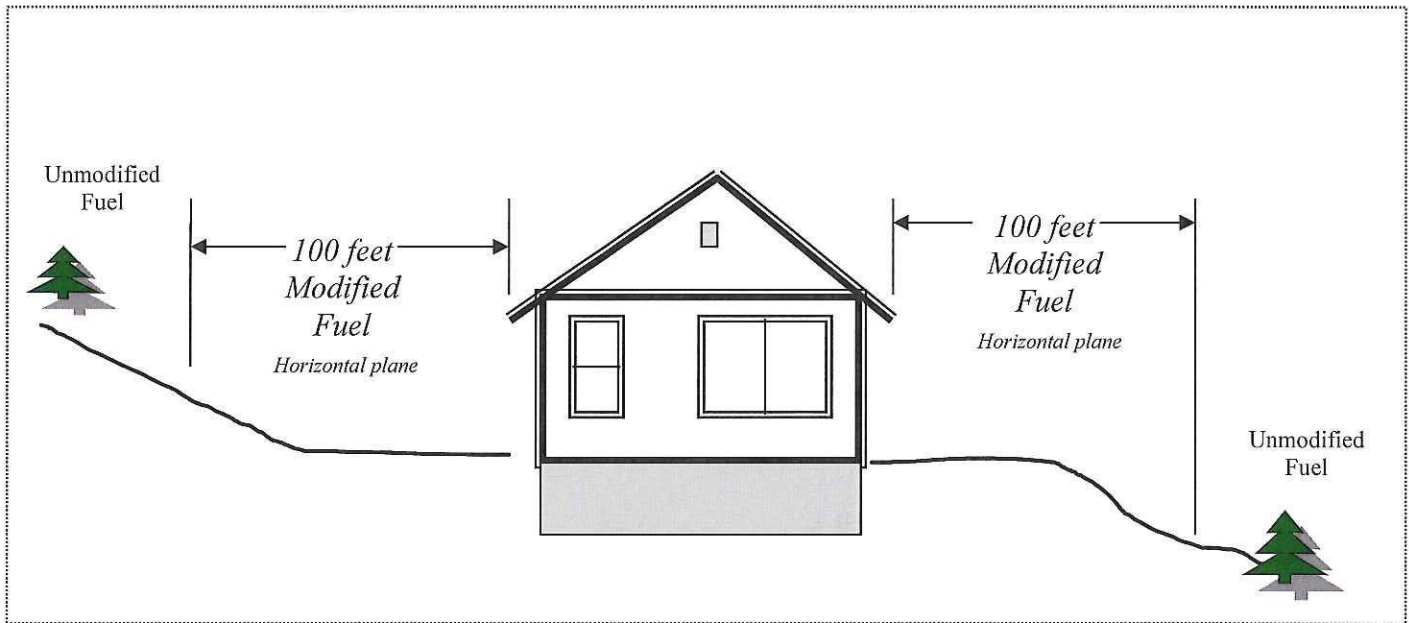 Unmodified
Fuel
100 feet
Modified
Fuel
Horizontal plane
100 feet
Modified
Fuel
Horizontal plane
Unmodified
Fuel